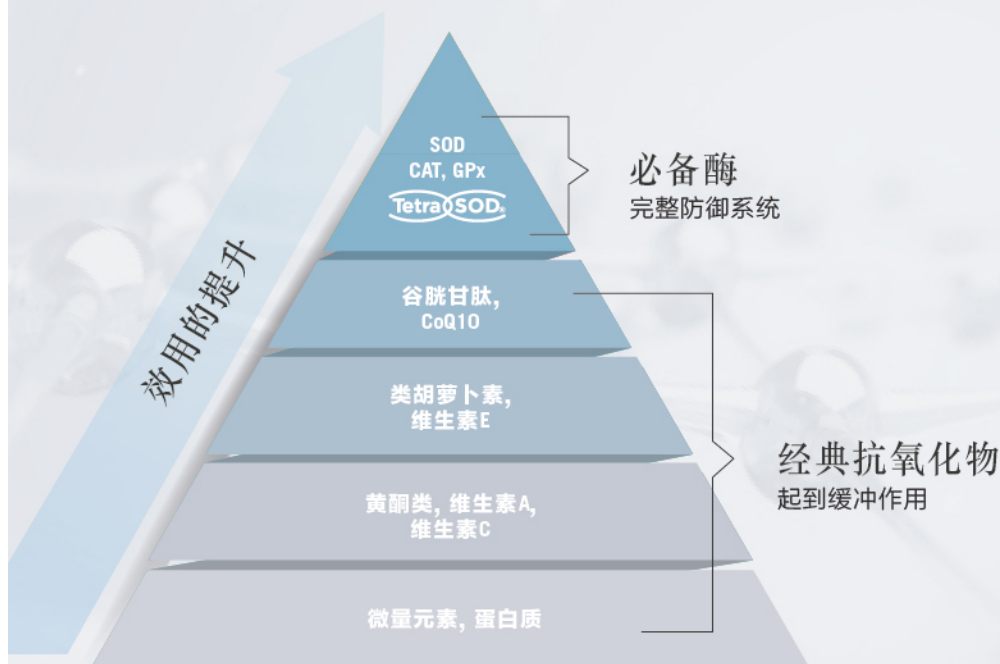 SOD
CAT, GPx
TetraSOD®
必备酶
完整防御系统
效用的提升
谷胱甘肽,
CoQ10
类胡萝卜素,
维生素E
黄酮类, 维生素A,
维生素C
经典抗氧化物
起到缓冲作用
微量元素, 蛋白质